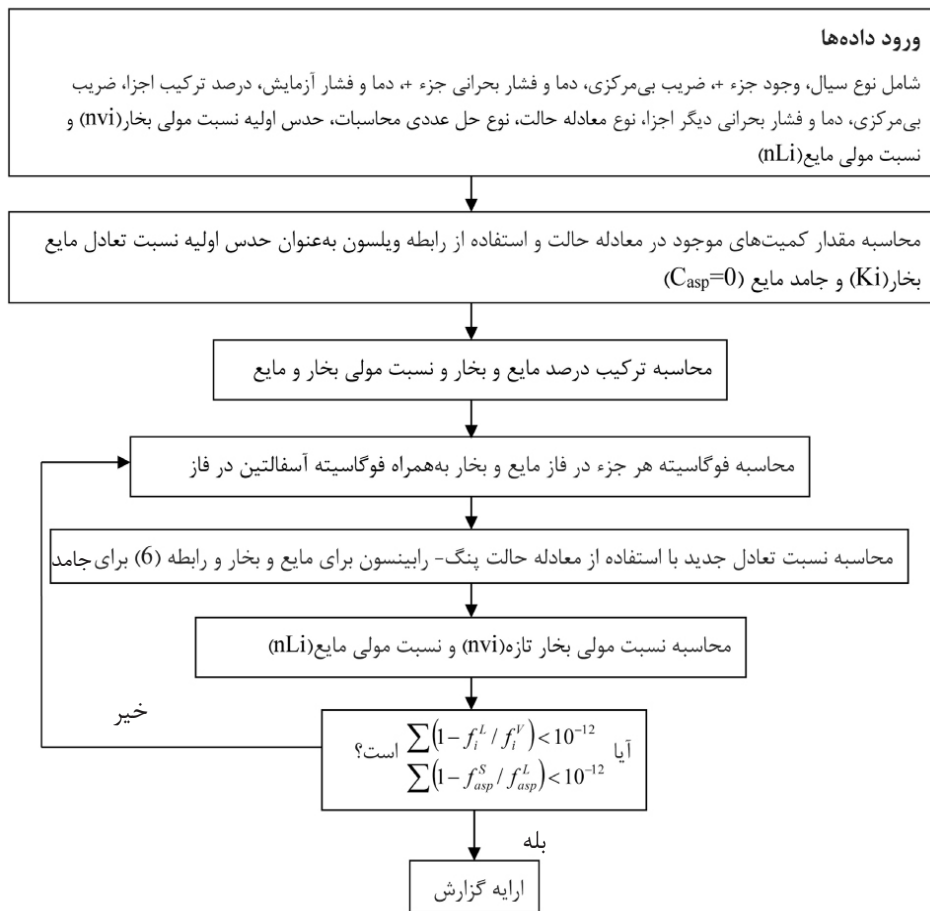 ورود داده‌ها
شامل نوع سیال، وجود جزء +، ضریب بی‌مرکزی، دما و فشار بحرانی جزء +، دما و فشار آزمایش، درصد ترکیب اجزا، ضریب
بی‌مرکزی، دما و فشار بحرانی دیگر اجزا، نوع معادله حالت، نوع حل عددی محاسبات، حدس اولیه نسبت مولی بخار(nvi) و
نسبت مولی مایع(nLi)
محاسبه مقدار کمیت‌های موجود در معادله حالت و استفاده از رابطه ویلسون به‌عنوان حدس اولیه نسبت تعادل مایع
بخار(Ki) و جامد مایع (C_asp=0)
محاسبه ترکیب درصد مایع و بخار و نسبت مولی بخار و مایع
محاسبه فوگاسیته هر جزء در فاز مایع و بخار به‌همراه فوگاسیته آسفالتین در فاز
محاسبه نسبت تعادل جدید با استفاده از معادله حالت پنگ- رابینسون برای مایع و بخار و رابطه (6) برای جامد
محاسبه نسبت مولی بخار تازه(nvi) و نسبت مولی مایع(nLi)
خیر
آیا ∑(1−f_i^L / f_i^V)<10^−12 است؟
∑(1−f_asp^S / f_asp^L)<10^−12
بله
ارایه گزارش